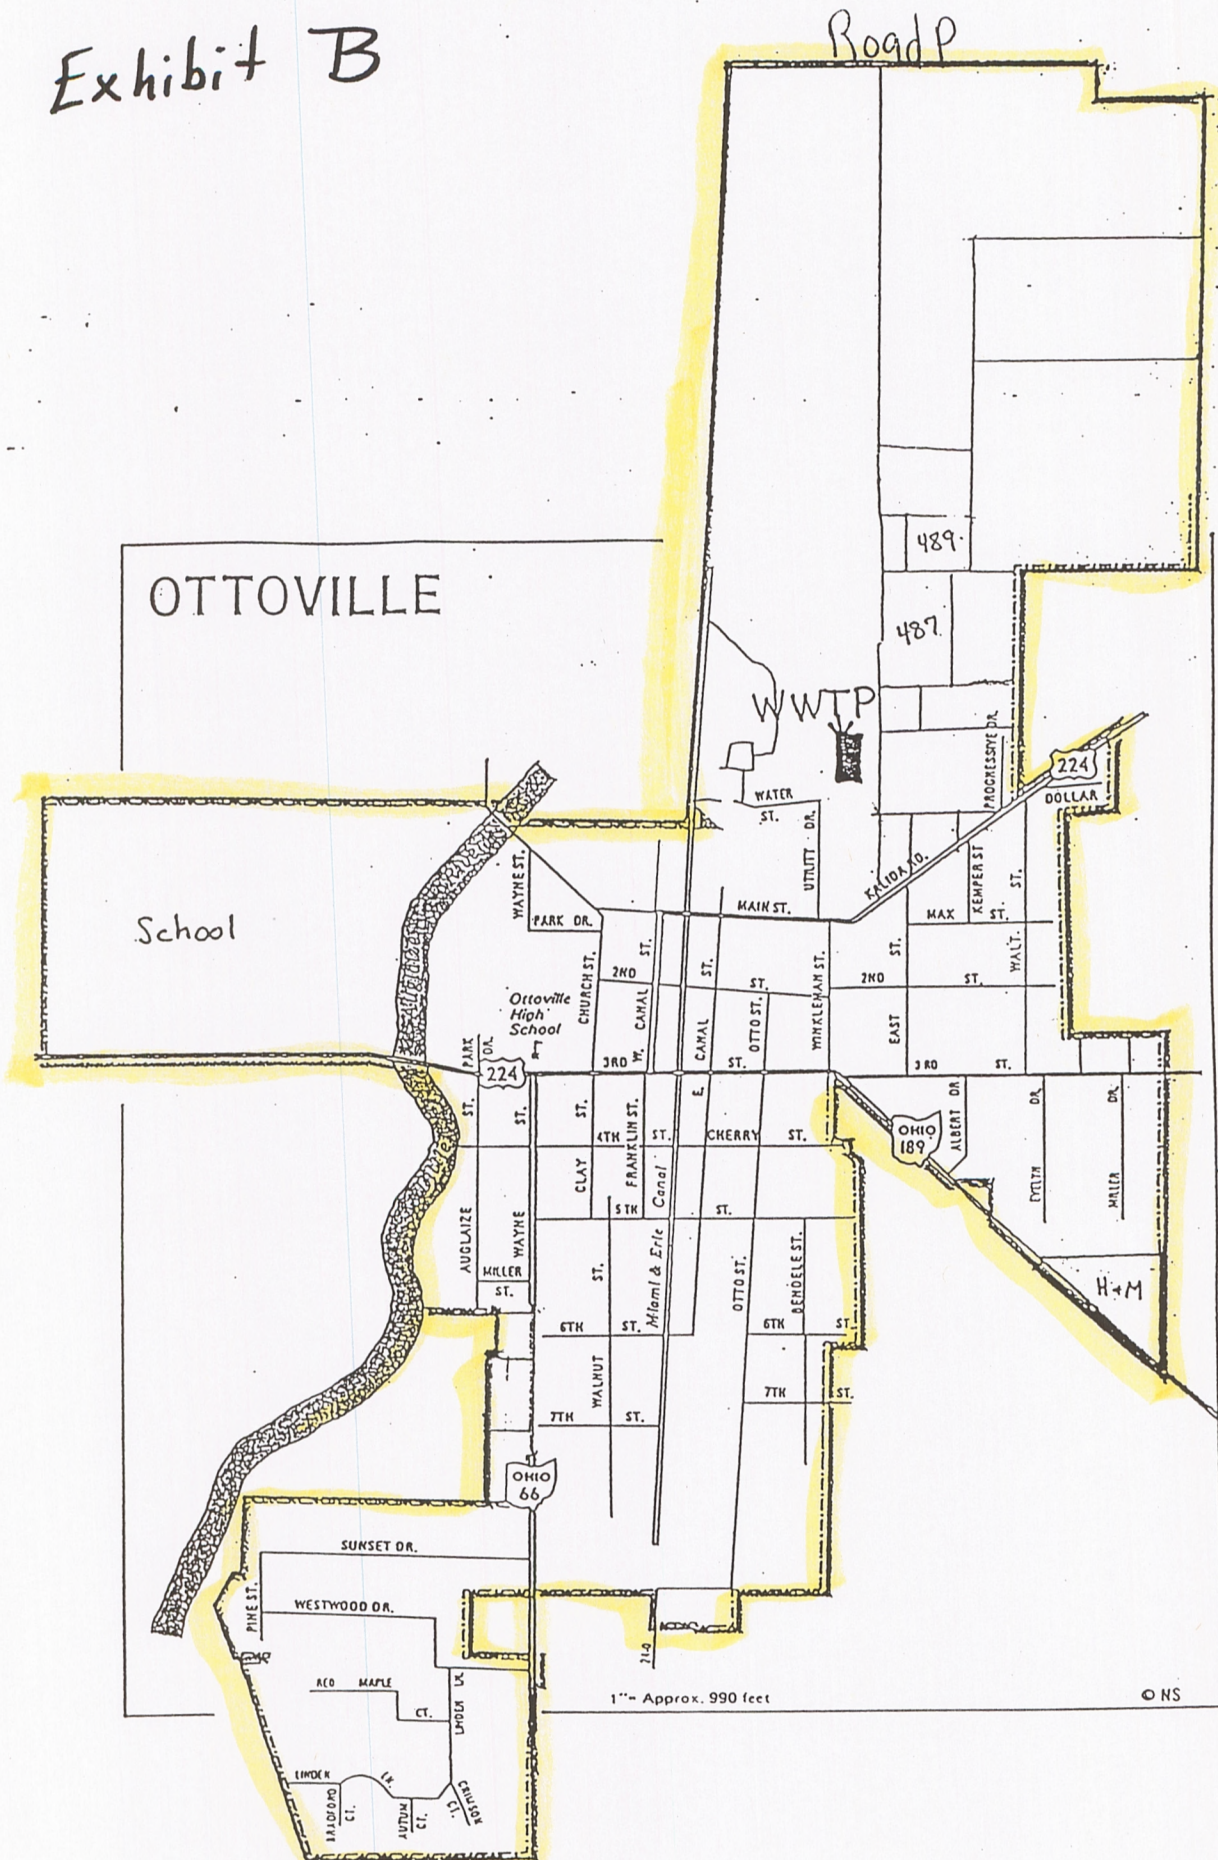 Exhibit B
Road P
489
OTTOVILLE
487
WWTP
PROGRESSIVE DR.
224
DOLLAR
WATER
ST.
UTILITY DR.
KALIDA RD.
KEMPER ST
WAYNE ST.
MAIN ST.
MAX ST.
PARK DR.
School
CHURCH ST.
2ND ST.
W. CANAL ST.
E. CANAL ST.
OTTO ST.
WINKLEMAN ST.
2ND ST.
EAST ST.
WALT. ST.
Ottoville
High
School
PARK DR.
224
3RD ST.
3RD ST.
ALBERT DR
DR.
MILLER DR.
OHIO
189
AUGLAIZE ST.
WAYNE ST.
CLAY ST.
4TH ST.
FRANKLIN ST.
CHERRY ST.
5TH ST.
Miami & Erie Canal
MILLER
ST.
OTTO ST.
BENDELE ST.
H+M
6TH ST.
6TH ST.
WALNUT ST.
7TH ST.
7TH ST.
OHIO
66
SUNSET DR.
PINE ST.
WESTWOOD DR.
RED MAPLE
CT.
LINDEN LN.
21-0
1"= Approx. 990 feet
© NS
LINDEN LN.
BRADFORD
CT.
AUTUM
CT.
CRIMSON
CT.